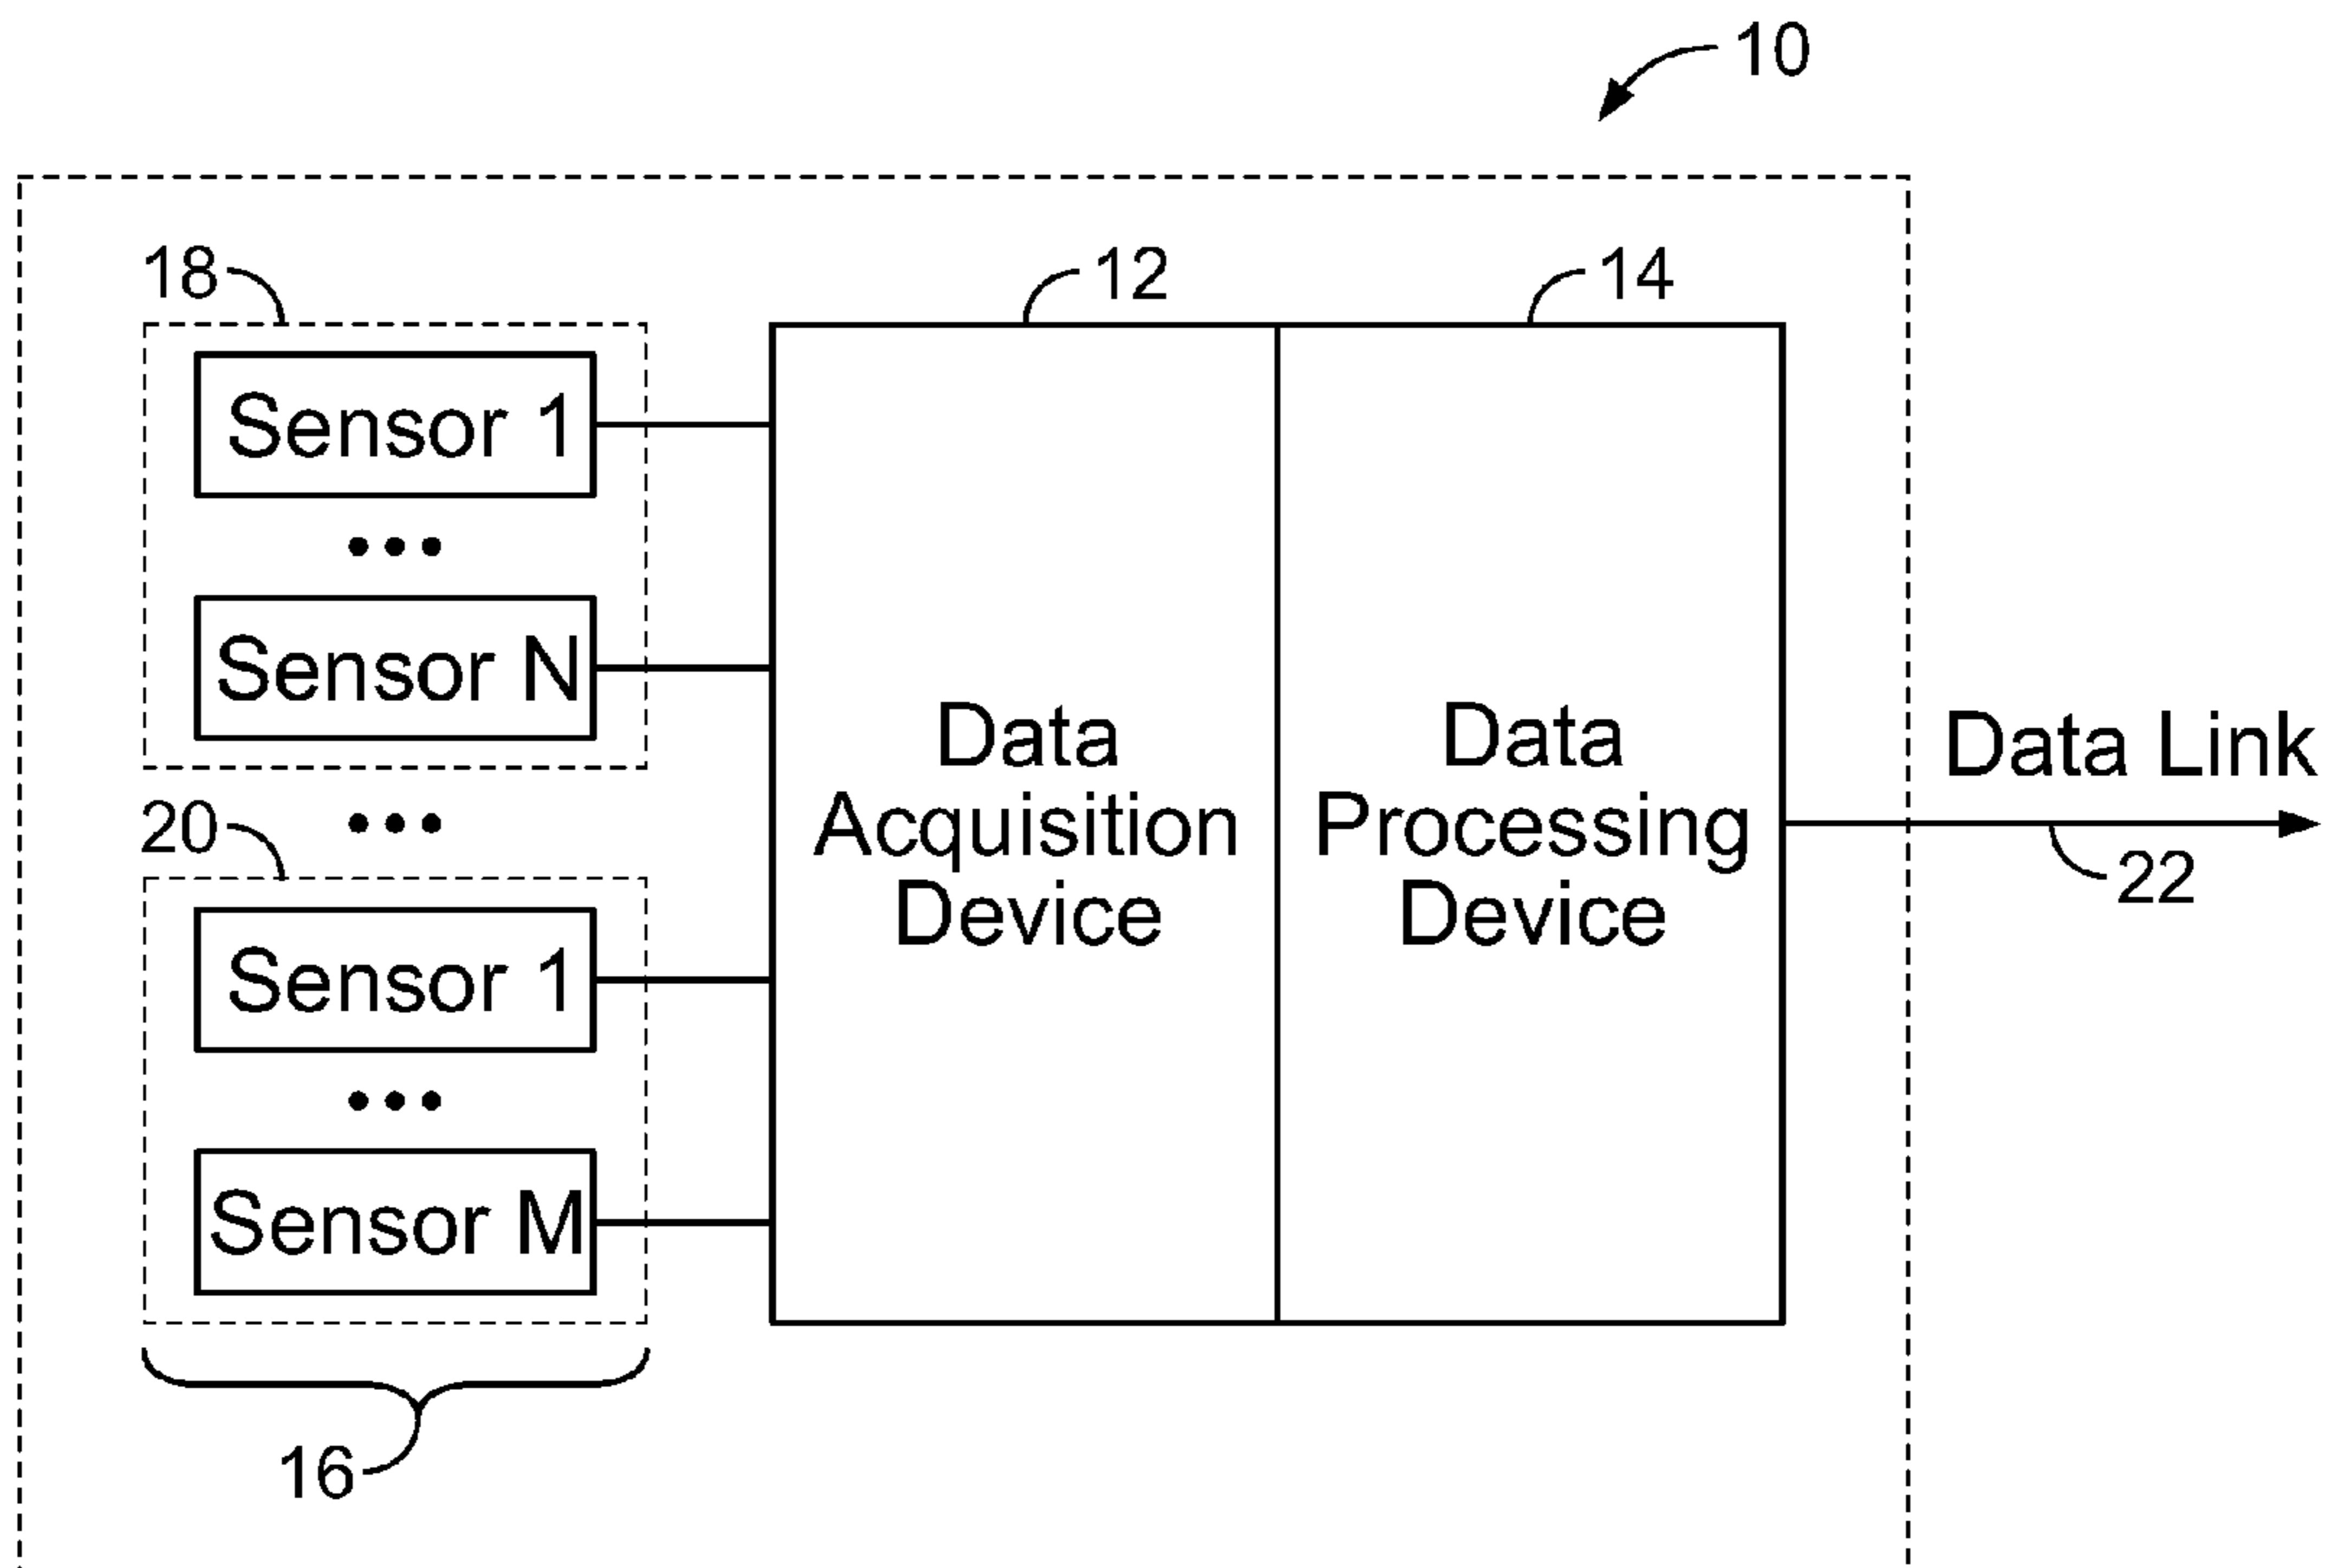 10
18
12
14
Sensor 1
Sensor N
Data
Acquisition
Device
Data
Processing
Device
Data Link
22
20
Sensor 1
Sensor M
16